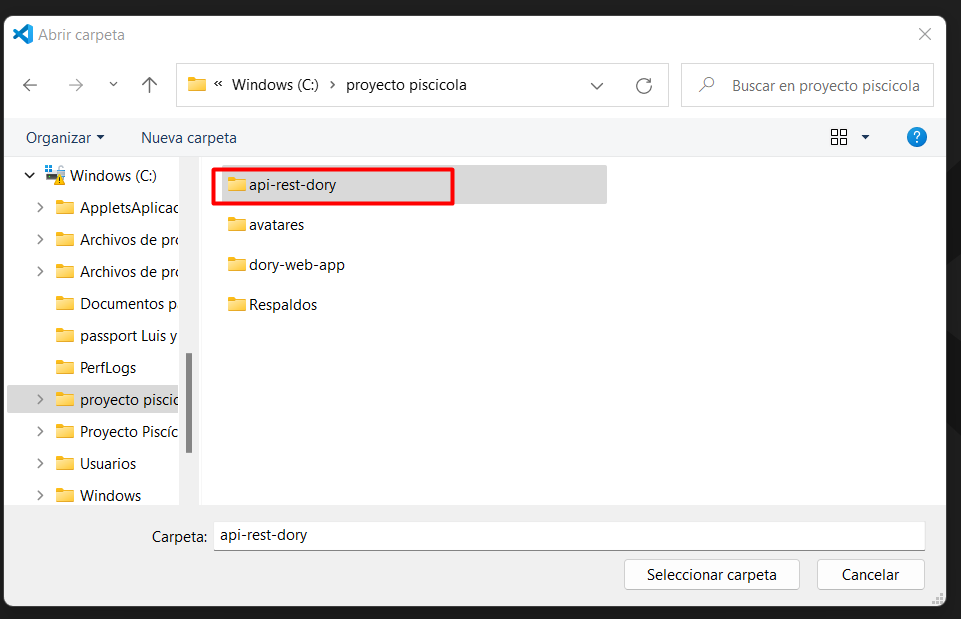 Abrir carpeta
« Windows (C:) › proyecto piscicola
Buscar en proyecto piscicola
Organizar
Nueva carpeta
?
Windows (C:)
AppletsAplicac
Archivos de pro
Archivos de pro
Documentos p
passport Luis y
PerfLogs
proyecto piscic
Proyecto Piscíc
Usuarios
Windows
api-rest-dory
avatares
dory-web-app
Respaldos
Carpeta: api-rest-dory
Seleccionar carpeta
Cancelar